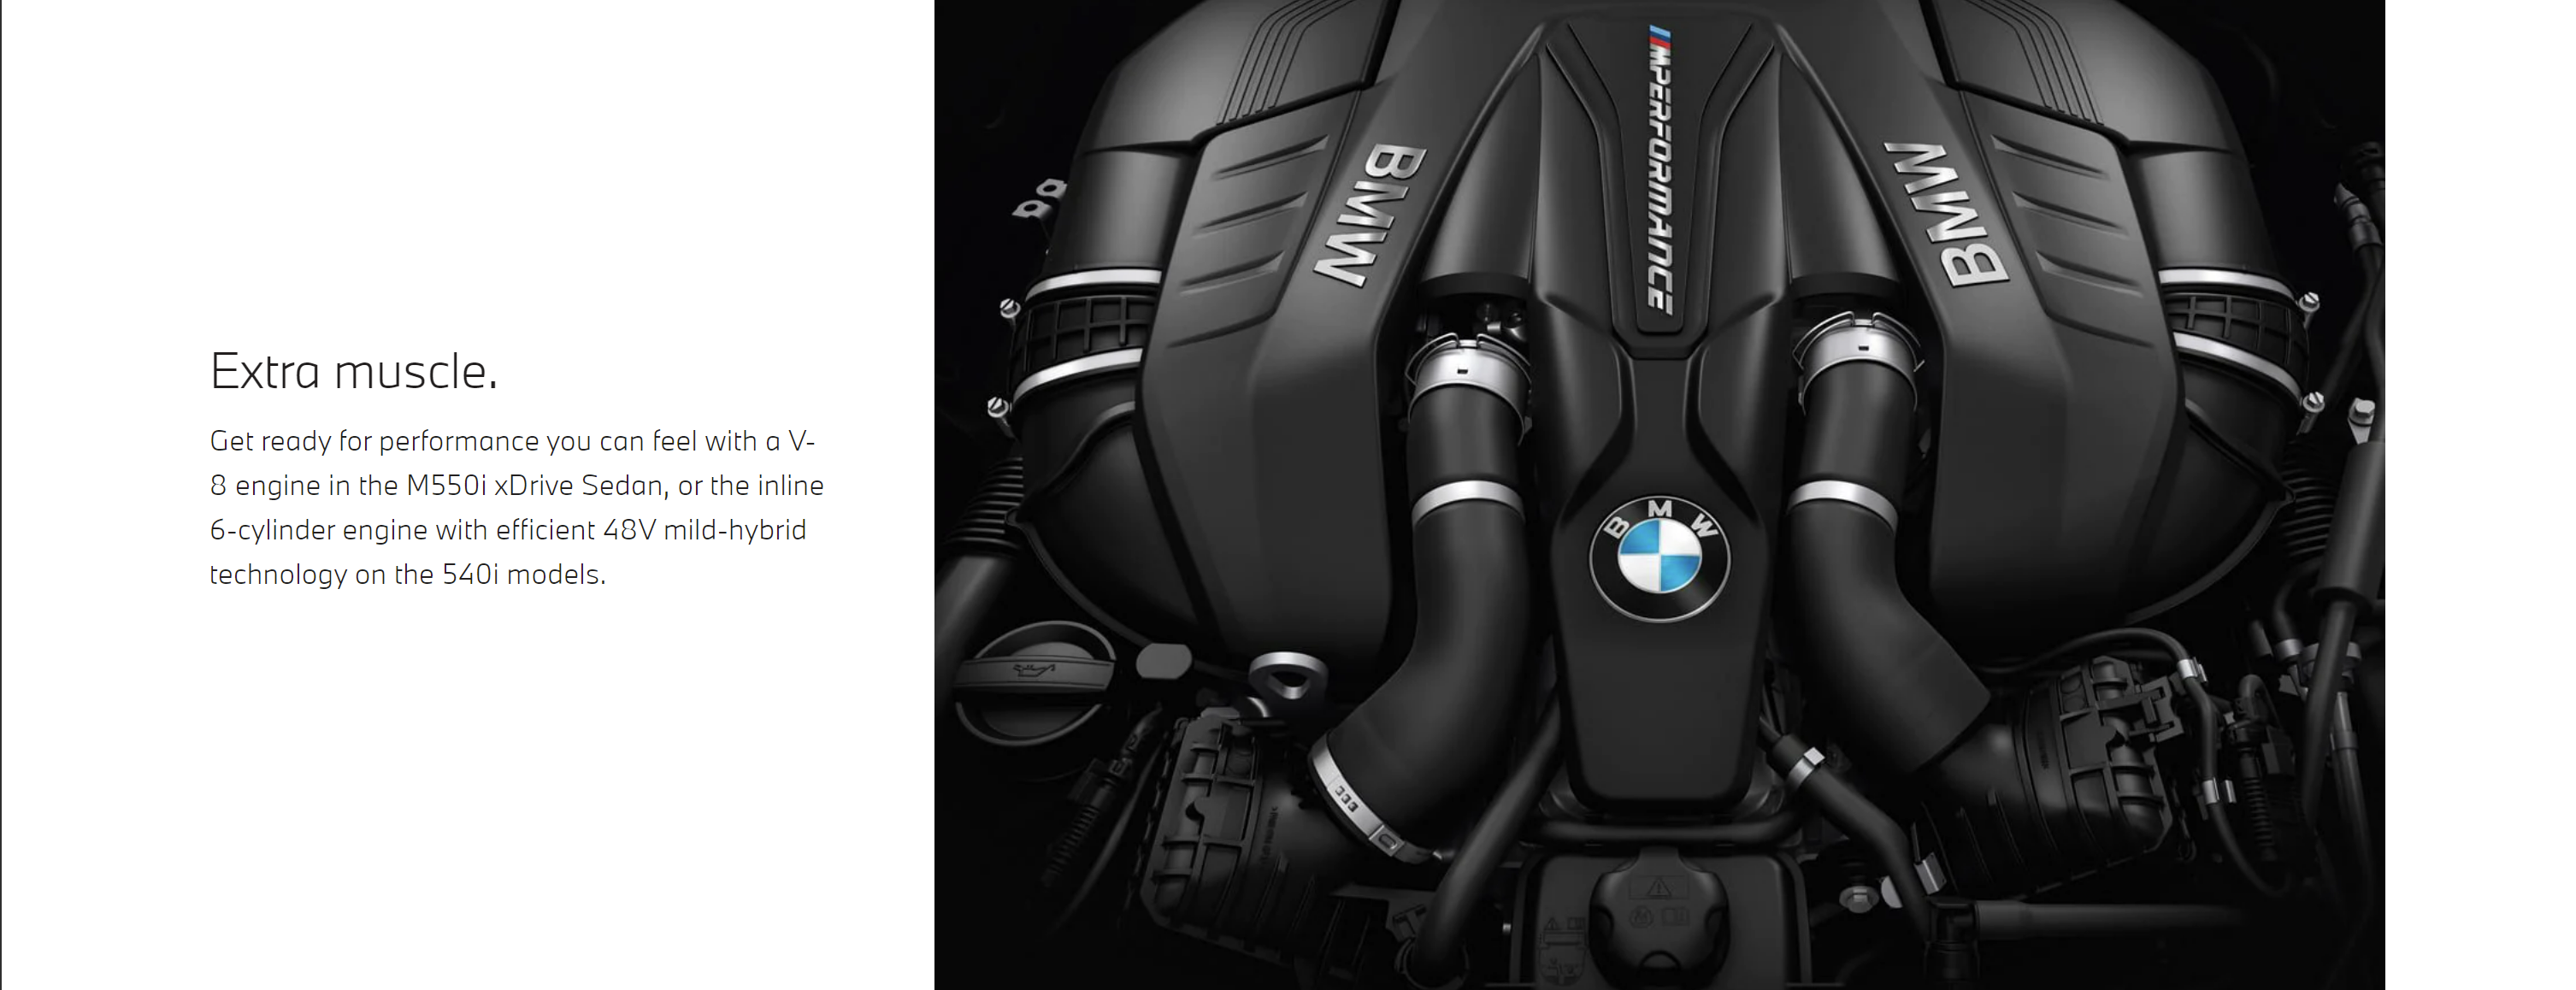 Extra muscle.
Get ready for performance you can feel with a V-
8 engine in the M550i xDrive Sedan, or the inline
6-cylinder engine with efficient 48V mild-hybrid
technology on the 540i models.
M PERFORMANCE
BMW
BMW
BMW